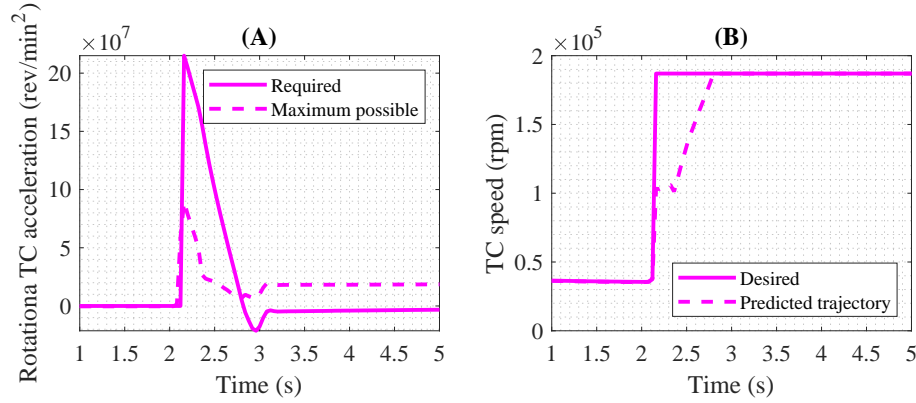 (A)
×10⁷
Rotationa TC acceleration (rev/min²)
20
15
10
5
0
Required
Maximum possible
1 1.5 2 2.5 3 3.5 4 4.5 5
Time (s)
(B)
×10⁵
TC speed (rpm)
2
1.5
1
0.5
0
Desired
Predicted trajectory
1 1.5 2 2.5 3 3.5 4 4.5 5
Time (s)